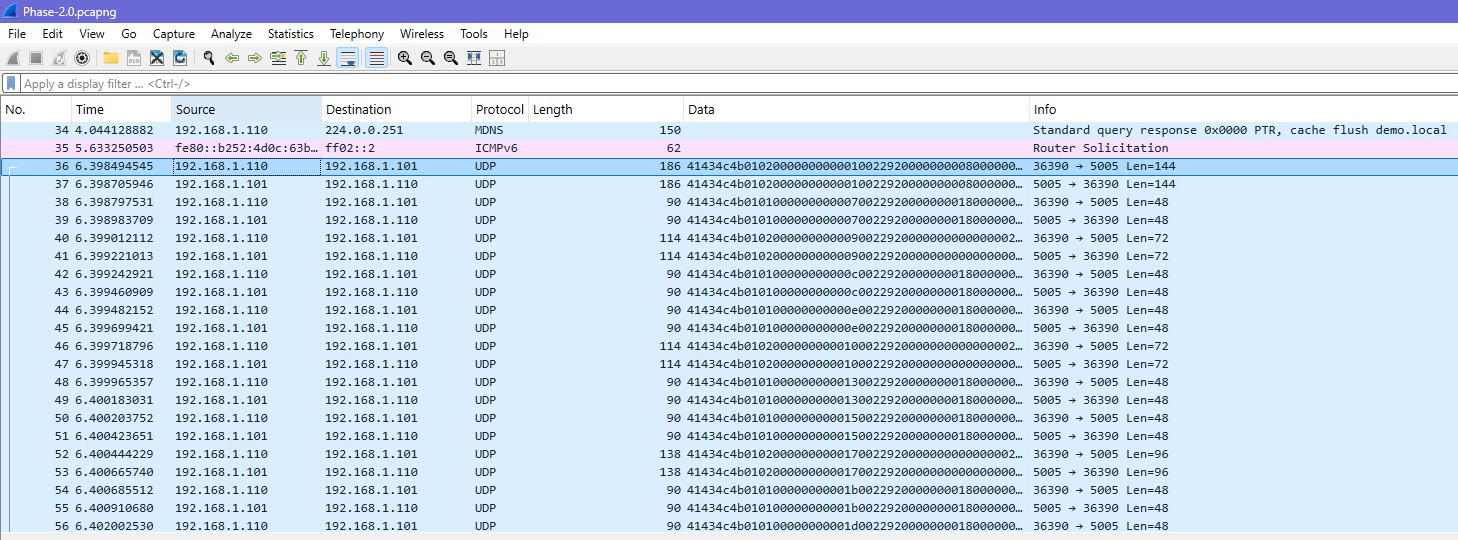 Phase-2.0.pcapng
File Edit View Go Capture Analyze Statistics Telephony Wireless Tools Help
Apply a display filter … <Ctrl-/>
No. Time Source Destination Protocol Length Data Info
34 4.044128882 192.168.1.110 224.0.0.251 MDNS 150 Standard query response 0x0000 PTR, cache flush demo.local
35 5.633250503 fe80::b252:4d0c:63b… ff02::2 ICMPv6 62 Router Solicitation
36 6.398494545 192.168.1.110 192.168.1.101 UDP 186 41434c4b01020000000000010022920000000008000000… 36390 → 5005 Len=144
37 6.398705946 192.168.1.101 192.168.1.110 UDP 186 41434c4b01020000000000010022920000000008000000… 5005 → 36390 Len=144
38 6.398797531 192.168.1.110 192.168.1.101 UDP 90 41434c4b01010000000000070022920000000018000000… 36390 → 5005 Len=48
39 6.398983709 192.168.1.101 192.168.1.110 UDP 90 41434c4b01010000000000070022920000000018000000… 5005 → 36390 Len=48
40 6.399012112 192.168.1.110 192.168.1.101 UDP 114 41434c4b01020000000000090022920000000000000002… 36390 → 5005 Len=72
41 6.399221013 192.168.1.101 192.168.1.110 UDP 114 41434c4b01020000000000090022920000000000000002… 5005 → 36390 Len=72
42 6.399242921 192.168.1.110 192.168.1.101 UDP 90 41434c4b010100000000000c0022920000000018000000… 36390 → 5005 Len=48
43 6.399460909 192.168.1.101 192.168.1.110 UDP 90 41434c4b010100000000000c0022920000000018000000… 5005 → 36390 Len=48
44 6.399482152 192.168.1.110 192.168.1.101 UDP 90 41434c4b010100000000000e0022920000000018000000… 36390 → 5005 Len=48
45 6.399699421 192.168.1.101 192.168.1.110 UDP 90 41434c4b010100000000000e0022920000000018000000… 5005 → 36390 Len=48
46 6.399718796 192.168.1.110 192.168.1.101 UDP 114 41434c4b01020000000000100022920000000000000002… 36390 → 5005 Len=72
47 6.399945318 192.168.1.101 192.168.1.110 UDP 114 41434c4b01020000000000100022920000000000000002… 5005 → 36390 Len=72
48 6.399965357 192.168.1.110 192.168.1.101 UDP 90 41434c4b01010000000000130022920000000018000000… 36390 → 5005 Len=48
49 6.400183031 192.168.1.101 192.168.1.110 UDP 90 41434c4b01010000000000130022920000000018000000… 5005 → 36390 Len=48
50 6.400203752 192.168.1.110 192.168.1.101 UDP 90 41434c4b01010000000000150022920000000018000000… 36390 → 5005 Len=48
51 6.400423651 192.168.1.101 192.168.1.110 UDP 90 41434c4b01010000000000150022920000000018000000… 5005 → 36390 Len=48
52 6.400444229 192.168.1.110 192.168.1.101 UDP 138 41434c4b01020000000000170022920000000000000002… 36390 → 5005 Len=96
53 6.400665740 192.168.1.101 192.168.1.110 UDP 138 41434c4b01020000000000170022920000000000000002… 5005 → 36390 Len=96
54 6.400685512 192.168.1.110 192.168.1.101 UDP 90 41434c4b010100000000001b0022920000000018000000… 36390 → 5005 Len=48
55 6.400910680 192.168.1.101 192.168.1.110 UDP 90 41434c4b010100000000001b0022920000000018000000… 5005 → 36390 Len=48
56 6.402002530 192.168.1.110 192.168.1.101 UDP 90 41434c4b010100000000001d0022920000000018000000… 36390 → 5005 Len=48